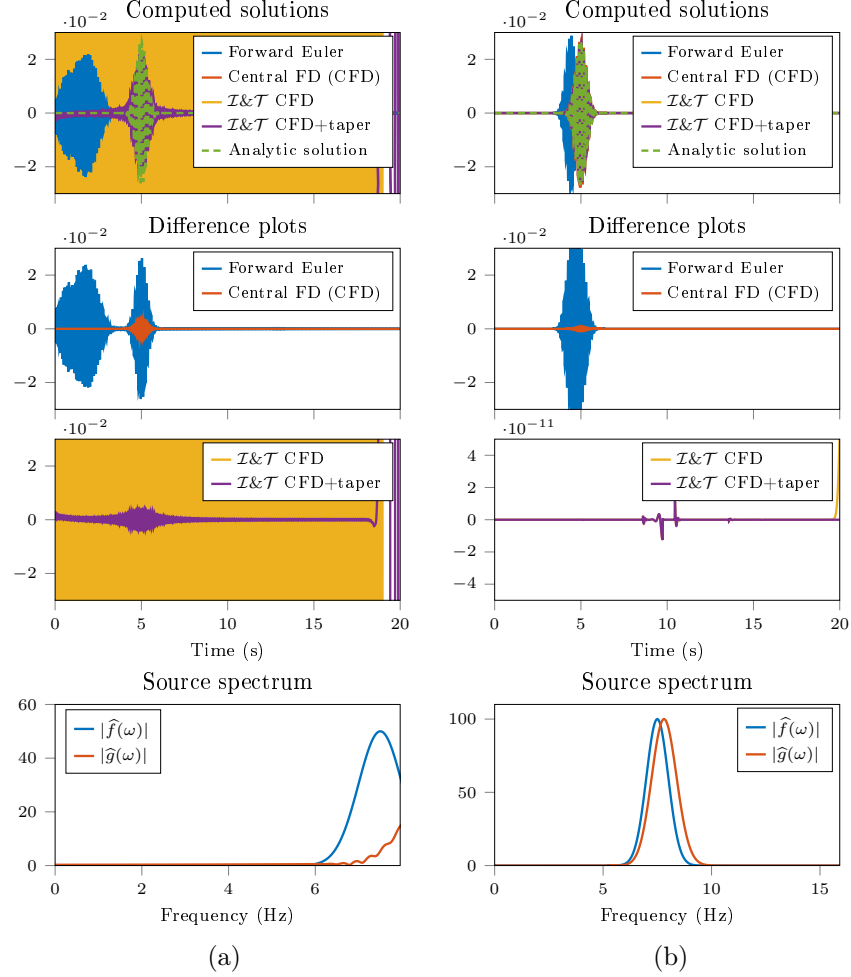 Computed solutions
·10−2
2
0
−2
Forward Euler
Central FD (CFD)
ℐ&𝒯 CFD
ℐ&𝒯 CFD+taper
Analytic solution
Difference plots
·10−2
2
0
−2
Forward Euler
Central FD (CFD)
·10−2
2
0
−2
ℐ&𝒯 CFD
ℐ&𝒯 CFD+taper
0 5 10 15 20
Time (s)
Source spectrum
60
40
20
0
|f̂(ω)|
|ĝ(ω)|
0 2 4 6
Frequency (Hz)
(a)
Computed solutions
·10−2
2
0
−2
Forward Euler
Central FD (CFD)
ℐ&𝒯 CFD
ℐ&𝒯 CFD+taper
Analytic solution
Difference plots
·10−2
2
0
−2
Forward Euler
Central FD (CFD)
·10−11
4
2
0
−2
−4
ℐ&𝒯 CFD
ℐ&𝒯 CFD+taper
0 5 10 15 20
Time (s)
Source spectrum
100
50
0
|f̂(ω)|
|ĝ(ω)|
0 5 10 15
Frequency (Hz)
(b)